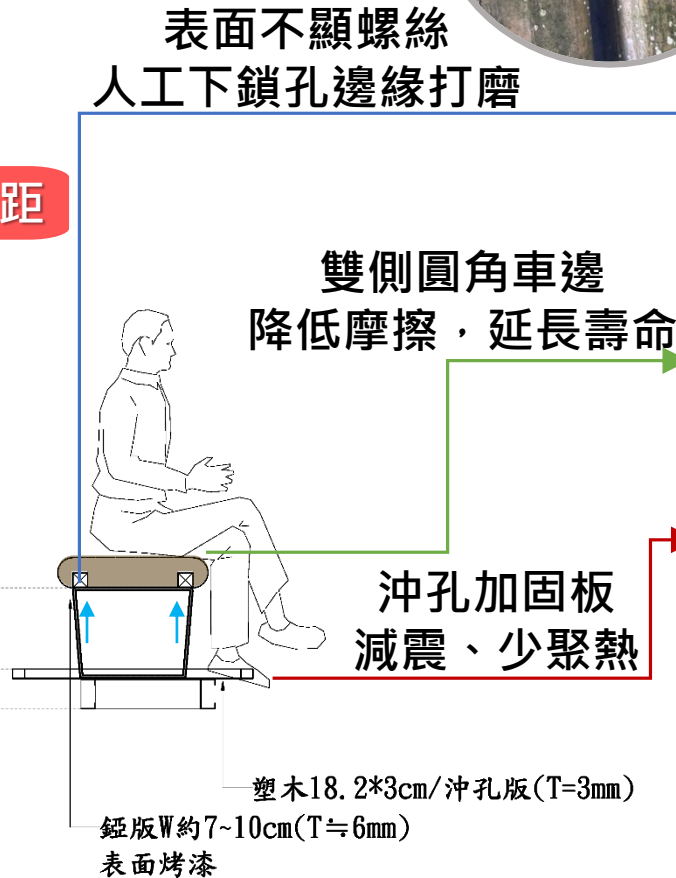 表面不顯螺絲
人工下鎖孔邊緣打磨
距
雙側圓角車邊
降低摩擦，延長壽命
沖孔加固板
減震、少聚熱
塑木18.2*3cm/沖孔版(T=3mm)
鋞版W約7~10cm(T≒6mm)
表面烤漆